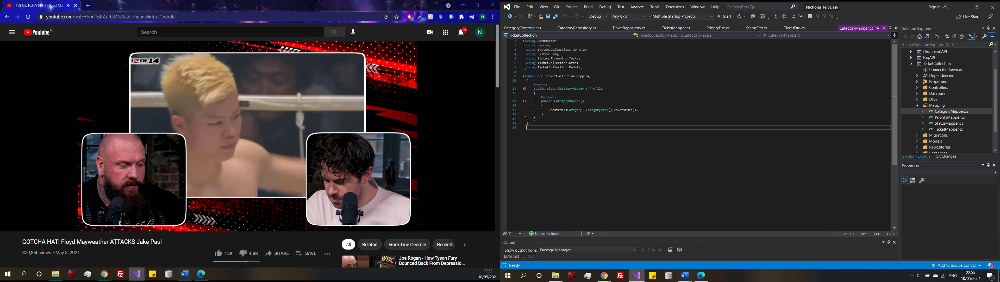 (18) GOTCHA HAT! Floyd Ma
youtube.com/watch?v=Hc4rAufbW18&ab_channel=TrueGeordie
7
N
YouTube GB
Search
9+
N
IZIN.14
GOTCHA HAT! Floyd Mayweather ATTACKS Jake Paul
329,860 views • May 8, 2021
15K
4.8K
SHARE
SAVE
All
Related
From True Geordie
Recently
WBC
Joe Rogan - How Tyson Fury
Bounced Back From Depressio...
22:55
10/05/2021
File Edit View Git Project Build Debug Test Analyze Tools Extensions Window Help
Search (Ctrl+Q)
NicholasHelpDesk
Sign in
Debug
Any CPU
<Multiple Startup Projects>
Start
Live Share
CategoryController.cs
CategoryRepository.cs
TicketRepository.cs
TicketMapper.cs
PriorityDto.cs
StatusDto.cs
TicketDto.cs
CategoryMapper.cs
TicketCollection
TicketCollection.Mapping.CategoryMapper
CategoryMapper()
1 using AutoMapper;
2 using System;
3 using System.Collections.Generic;
4 using System.Linq;
5 using System.Threading.Tasks;
6 using TicketCollection.Dtos;
7 using TicketCollection.Models;
8
9 namespace TicketCollection.Mapping
10 {
1 reference
11 public class CategoryMapper : Profile
12 {
0 references
13 public CategoryMapper()
14 {
15 CreateMap<Category, CategoryDto>().ReverseMap();
16 }
17 }
18 }
19
80 %
No issues found
Ln: 19 Ch: 1 SPC CRLF
Output
Show output from: Package Manager
Error List Output
Ready
Add to Source Control
2
Solution Explorer
Search Solution Explorer (Ctrl+;)
DiscussionAPI
FaqAPI
TicketCollection
Connected Services
Dependencies
Properties
Controllers
Database
Dtos
Mapping
C# CategoryMapper.cs
C# PriorityMapper.cs
C# StatusMapper.cs
C# TicketMapper.cs
Migrations
Models
Repositories
Solution Explorer Git Changes
Properties
ENG
22:55
10/05/2021
1